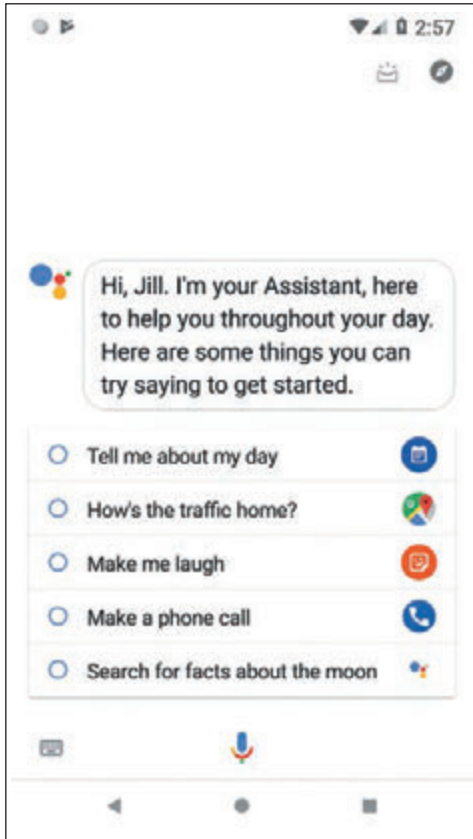 2:57
Hi, Jill. I'm your Assistant, here
to help you throughout your day.
Here are some things you can
try saying to get started.
Tell me about my day
How's the traffic home?
Make me laugh
Make a phone call
Search for facts about the moon